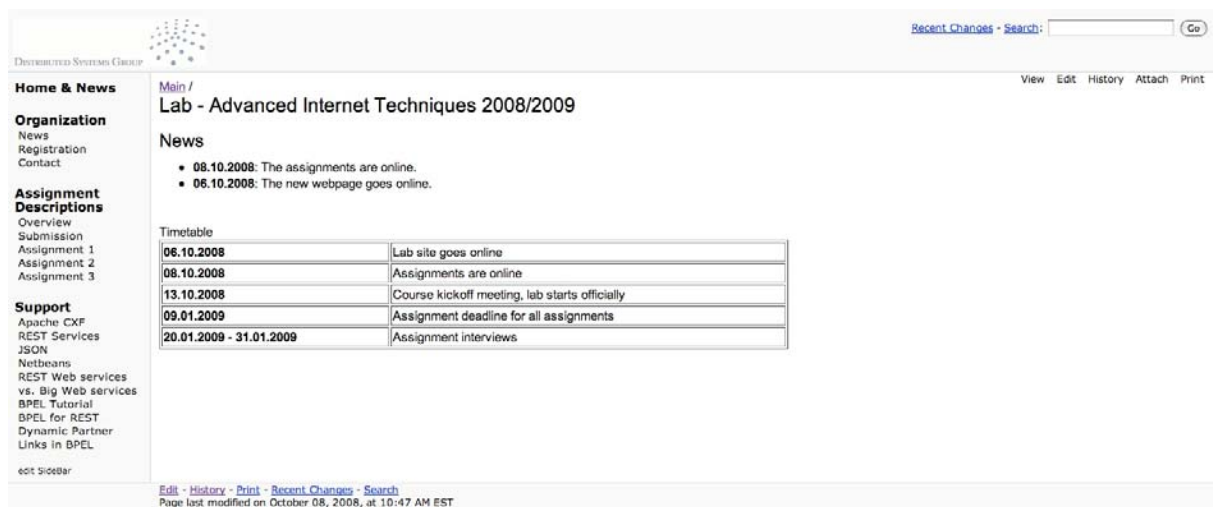 DISTRIBUTED SYSTEMS GROUP
Recent Changes - Search:
Go
View Edit History Attach Print
Home & News
Organization
News
Registration
Contact
Assignment
Descriptions
Overview
Submission
Assignment 1
Assignment 2
Assignment 3
Support
Apache CXF
REST Services
JSON
Netbeans
REST Web services
vs. Big Web services
BPEL Tutorial
BPEL for REST
Dynamic Partner
Links in BPEL
edit SideBar
Main /
Lab - Advanced Internet Techniques 2008/2009
News
• 08.10.2008: The assignments are online.
• 06.10.2008: The new webpage goes online.
Timetable
06.10.2008 Lab site goes online
08.10.2008 Assignments are online
13.10.2008 Course kickoff meeting, lab starts officially
09.01.2009 Assignment deadline for all assignments
20.01.2009 - 31.01.2009 Assignment interviews
Edit - History - Print - Recent Changes - Search
Page last modified on October 08, 2008, at 10:47 AM EST